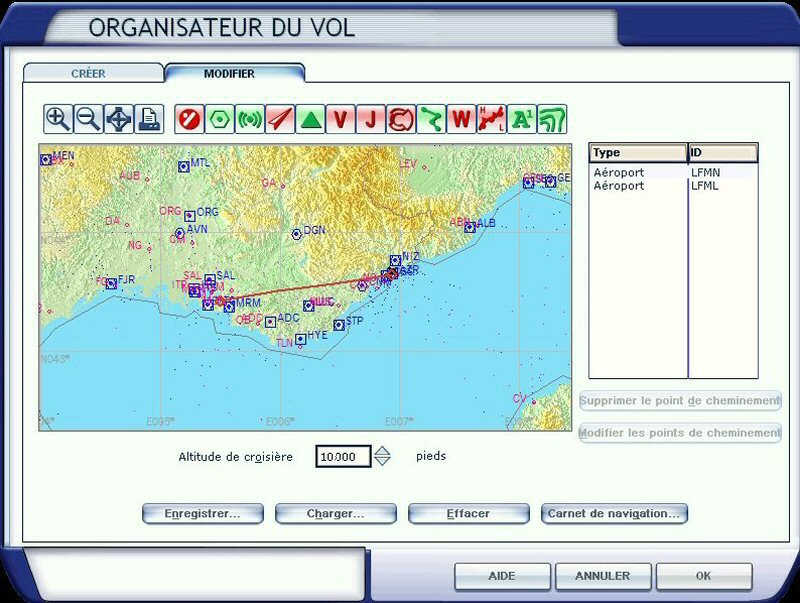 ORGANISATEUR DU VOL
CRÉER
MODIFIER
V J W H L A¹
Type ID
Aéroport LFMN
Aéroport LFML
MEN
MTL
AUB
GA
LEV
ORG ORG
AVN
DGN
GM
NG
ALB
FJR
SAL SAL
NIZ
MRM
ADC
STP
HYE
TLN
CV
N043°
E005° E006° E007°
Supprimer le point de cheminement
Modifier les points de cheminement
Altitude de croisière 10000 pieds
Enregistrer... Charger... Effacer Carnet de navigation...
AIDE ANNULER OK